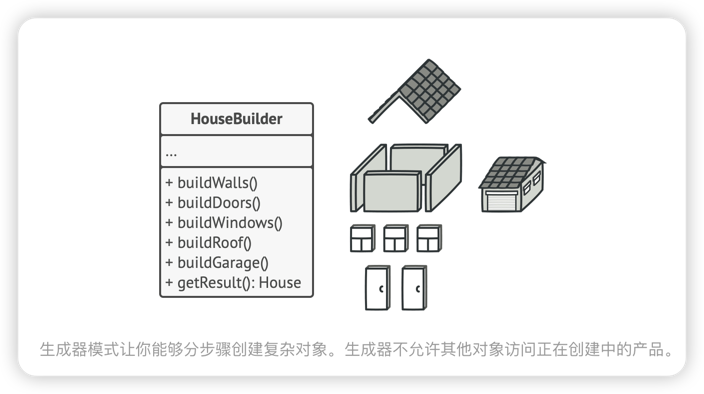 HouseBuilder
...
+ buildWalls()
+ buildDoors()
+ buildWindows()
+ buildRoof()
+ buildGarage()
+ getResult(): House
生成器模式让你能够分步骤创建复杂对象。生成器不允许其他对象访问正在创建中的产品。